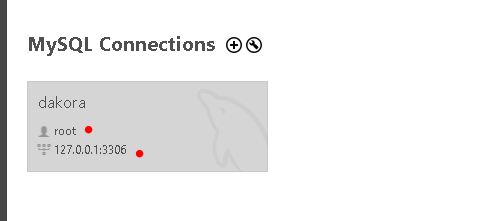 MySQL Connections
dakora
root
127.0.0.1:3306